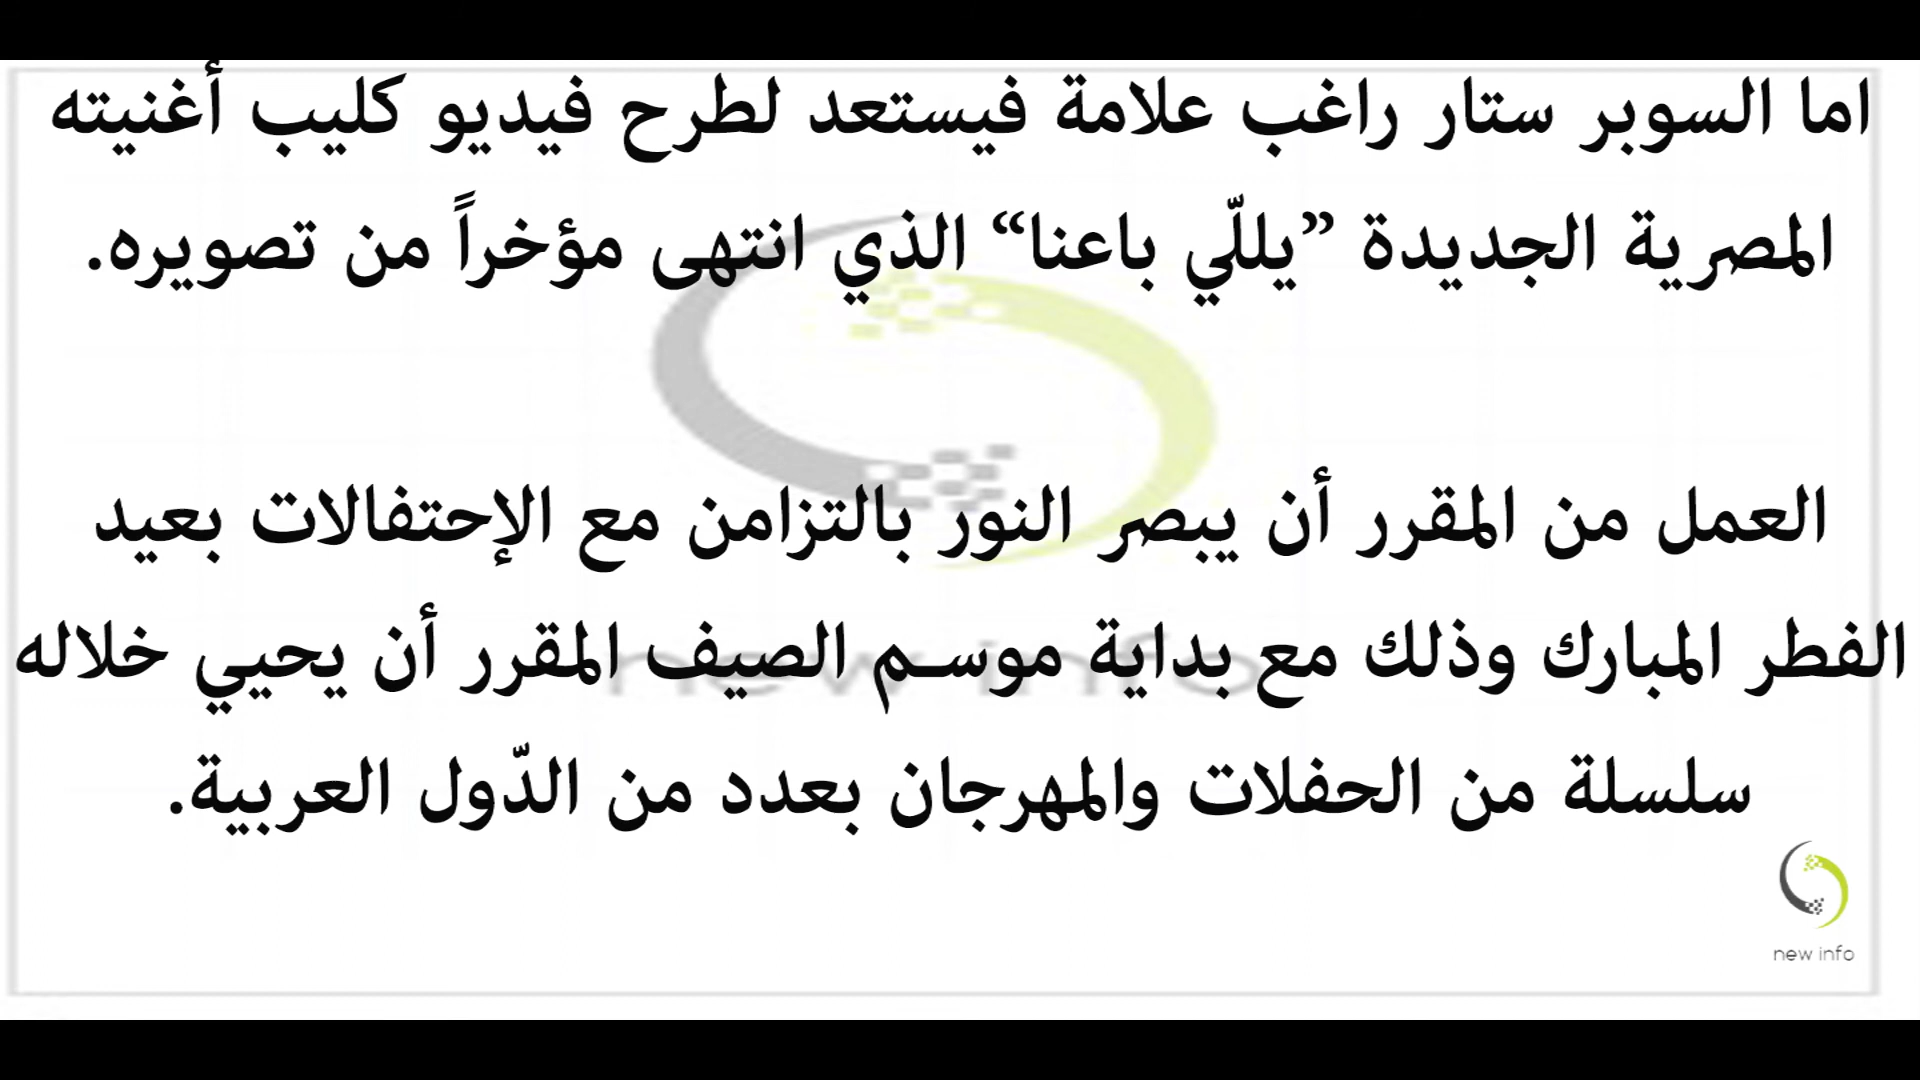 اما السوبر ستار راغب علامة فيستعد لطرح فيديو كليب أغنيته
المصرية الجديدة ”يللّي باعنا“ الذي انتهى مؤخراً من تصويره.
العمل من المقرر أن يبصر النور بالتزامن مع الإحتفالات بعيد
الفطر المبارك وذلك مع بداية موسم الصيف المقرر أن يحيي خلاله
سلسلة من الحفلات والمهرجان بعدد من الدّول العربية.
new info
new info